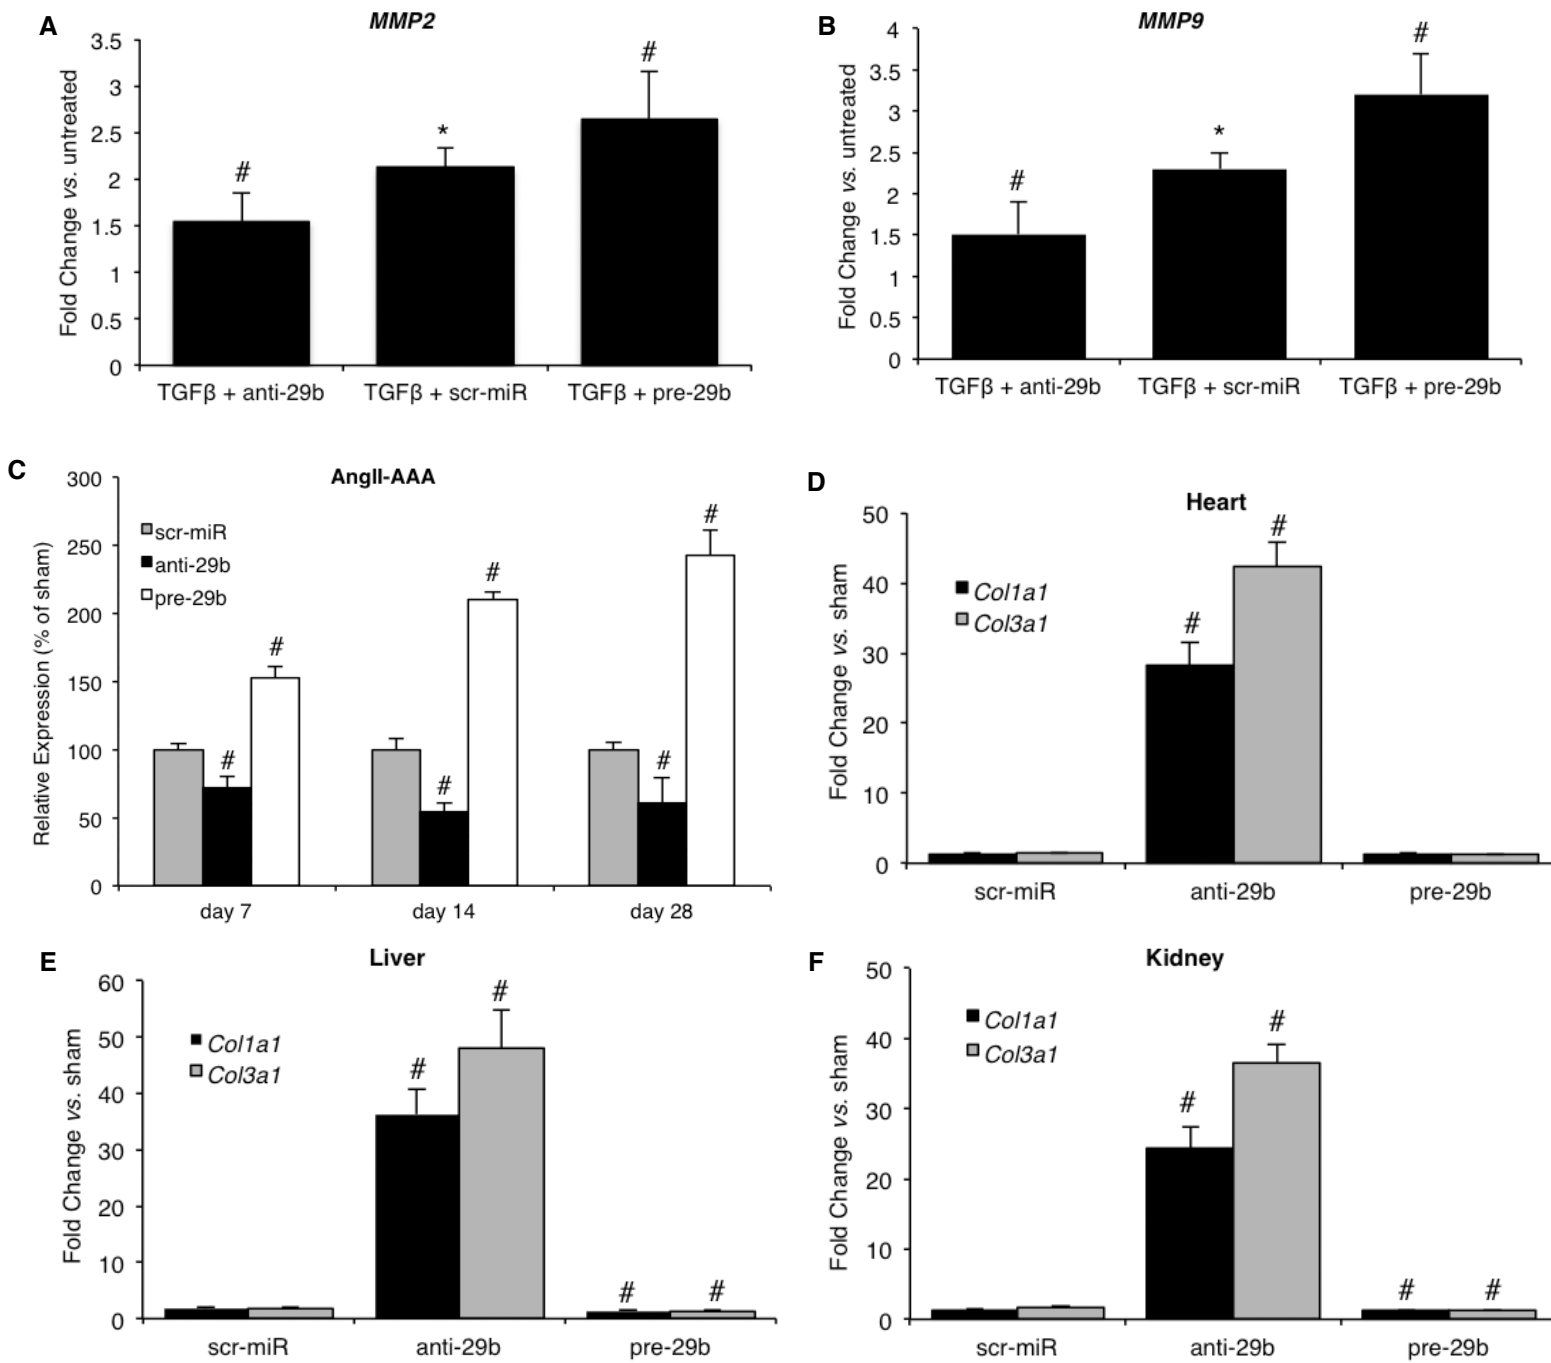 A
MMP2
Fold Change vs. untreated
3.5
3
2.5
2
1.5
1
0.5
0
#
*
#
TGFβ + anti-29b
TGFβ + scr-miR
TGFβ + pre-29b
B
MMP9
Fold Change vs. untreated
4
3.5
3
2.5
2
1.5
1
0.5
0
#
*
#
TGFβ + anti-29b
TGFβ + scr-miR
TGFβ + pre-29b
C
AngII-AAA
Relative Expression (% of sham)
300
250
200
150
100
50
0
scr-miR
anti-29b
pre-29b
#
#
#
#
#
#
day 7
day 14
day 28
D
Heart
Fold Change vs. sham
50
40
30
20
10
0
Col1a1
Col3a1
#
#
scr-miR
anti-29b
pre-29b
E
Liver
Fold Change vs. sham
60
50
40
30
20
10
0
Col1a1
Col3a1
#
#
#
#
scr-miR
anti-29b
pre-29b
F
Kidney
Fold Change vs. sham
50
40
30
20
10
0
Col1a1
Col3a1
#
#
#
#
scr-miR
anti-29b
pre-29b